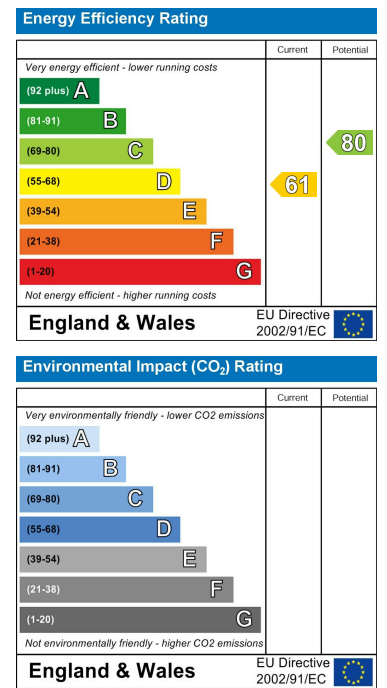 Energy Efficiency Rating
Current Potential
Very energy efficient - lower running costs
(92 plus) A
(81-91) B
(69-80) C
80
(55-68) D
61
(39-54) E
(21-38) F
(1-20) G
Not energy efficient - higher running costs
England & Wales
EU Directive
2002/91/EC
Environmental Impact (CO₂) Rating
Current Potential
Very environmentally friendly - lower CO2 emissions
(92 plus) A
(81-91) B
(69-80) C
(55-68) D
(39-54) E
(21-38) F
(1-20) G
Not environmentally friendly - higher CO2 emissions
England & Wales
EU Directive
2002/91/EC